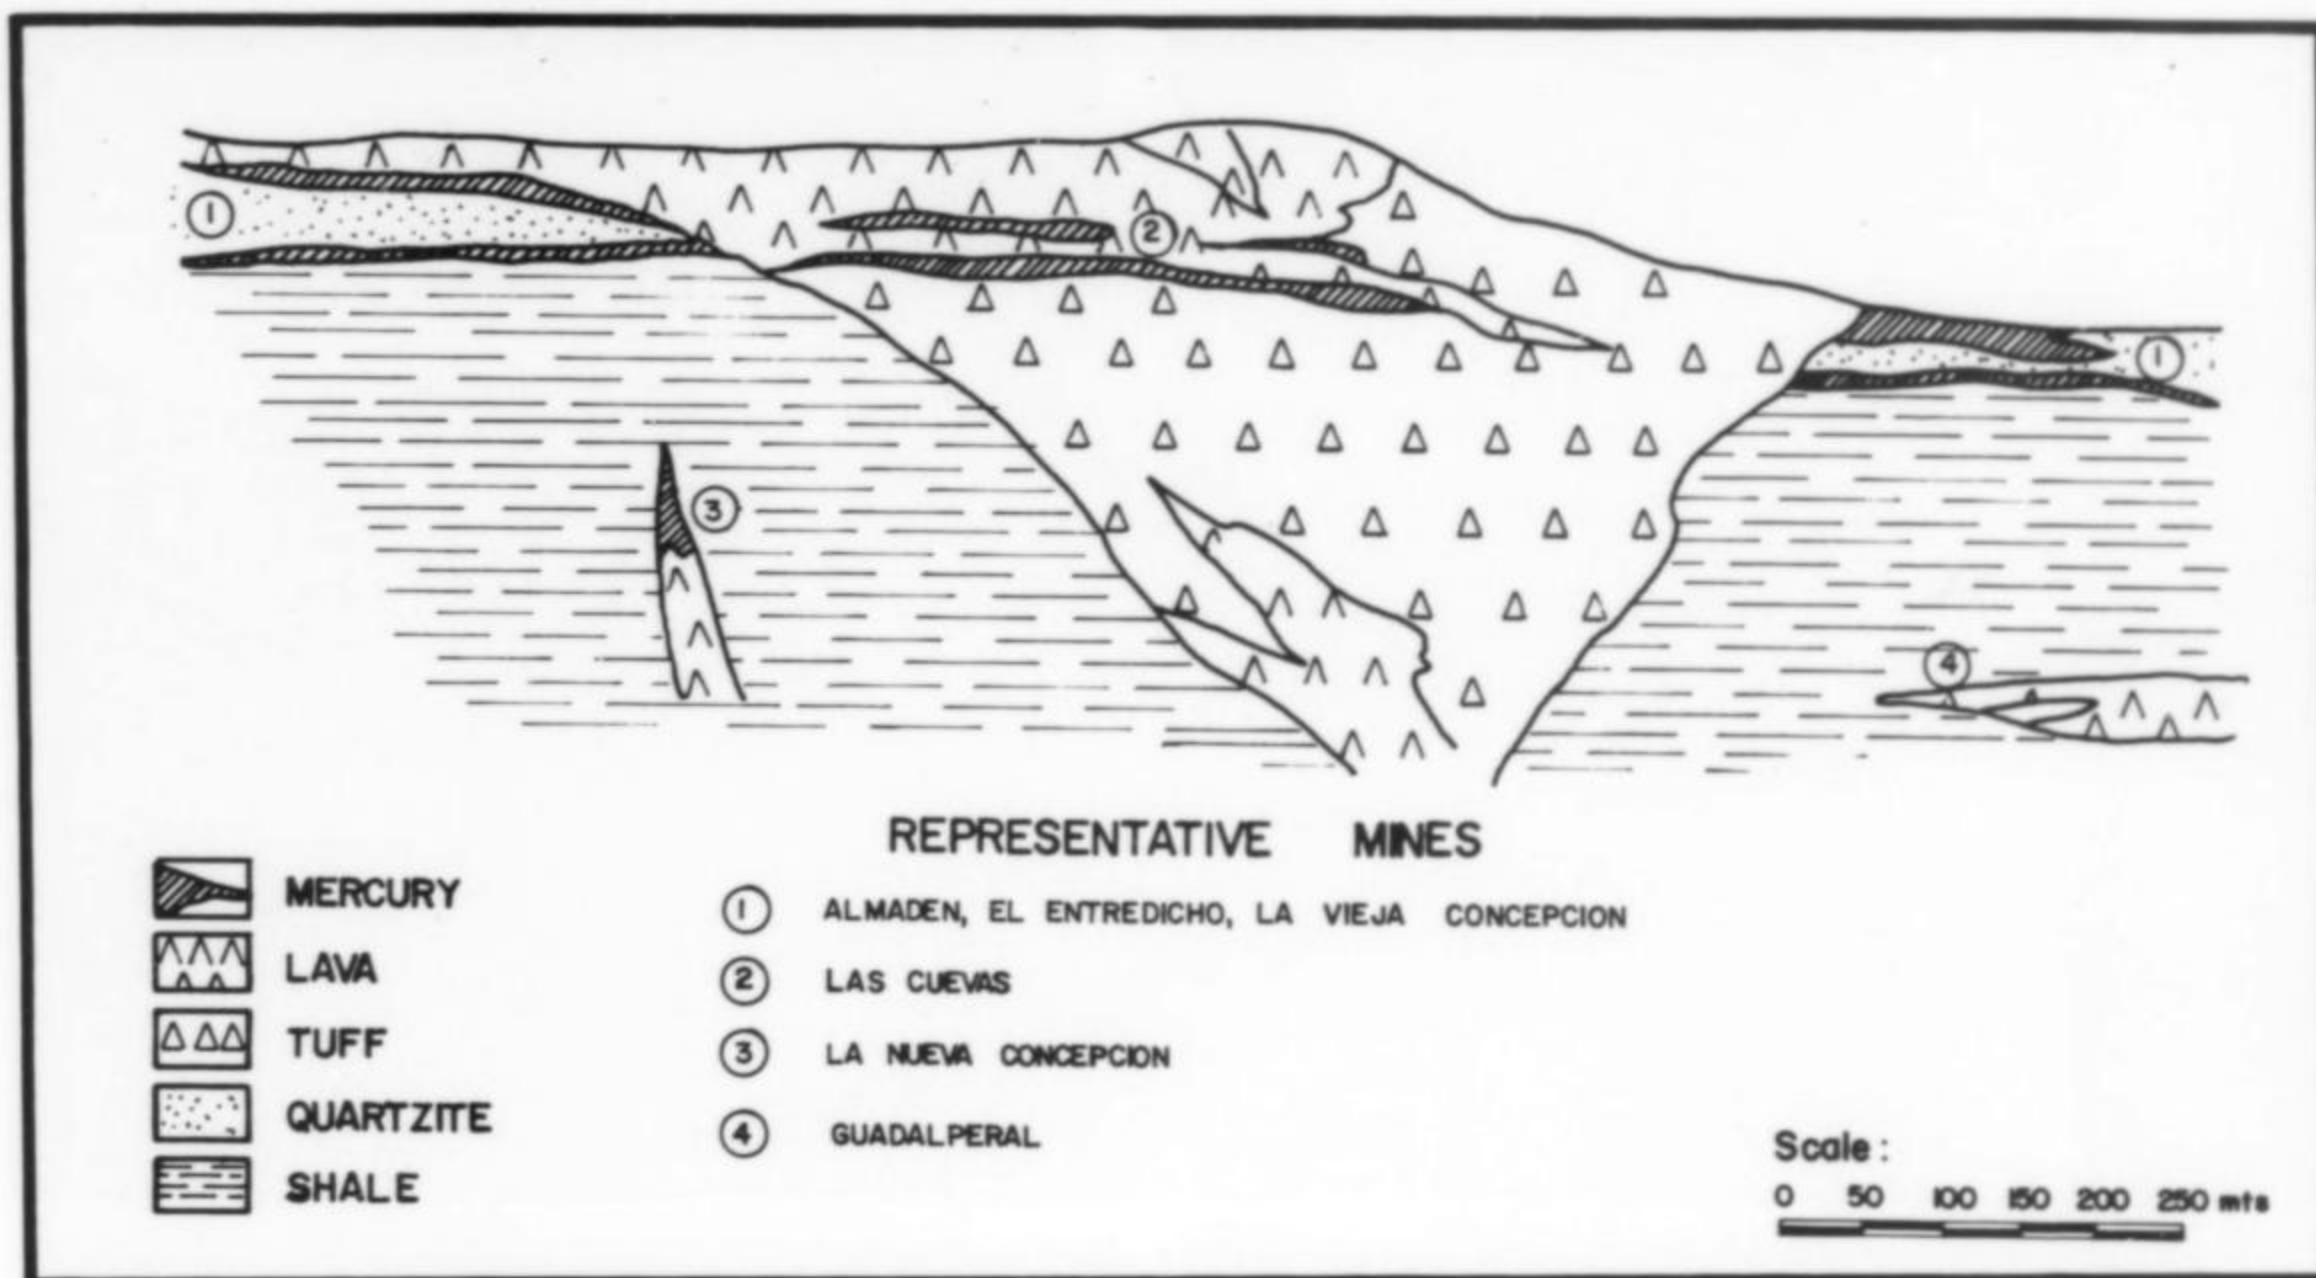 1
2
1
3
4
REPRESENTATIVE MINES
MERCURY
LAVA
TUFF
QUARTZITE
SHALE
1 ALMADEN, EL ENTREDICHO, LA VIEJA CONCEPCION
2 LAS CUEVAS
3 LA NUEVA CONCEPCION
4 GUADALPERAL
Scale :
0 50 100 150 200 250 mts